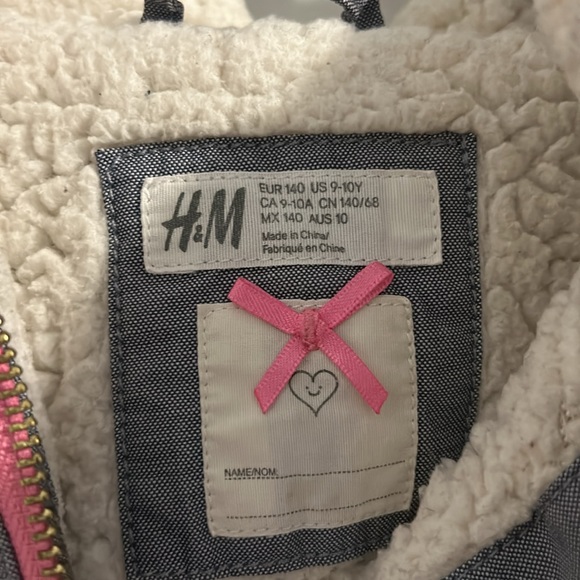 H&M
EUR 140 US 9-10Y
CA 9-10A CN 140/68
MX 140 AUS 10
Made in China/
Fabriqué en Chine
NAME/NOM: